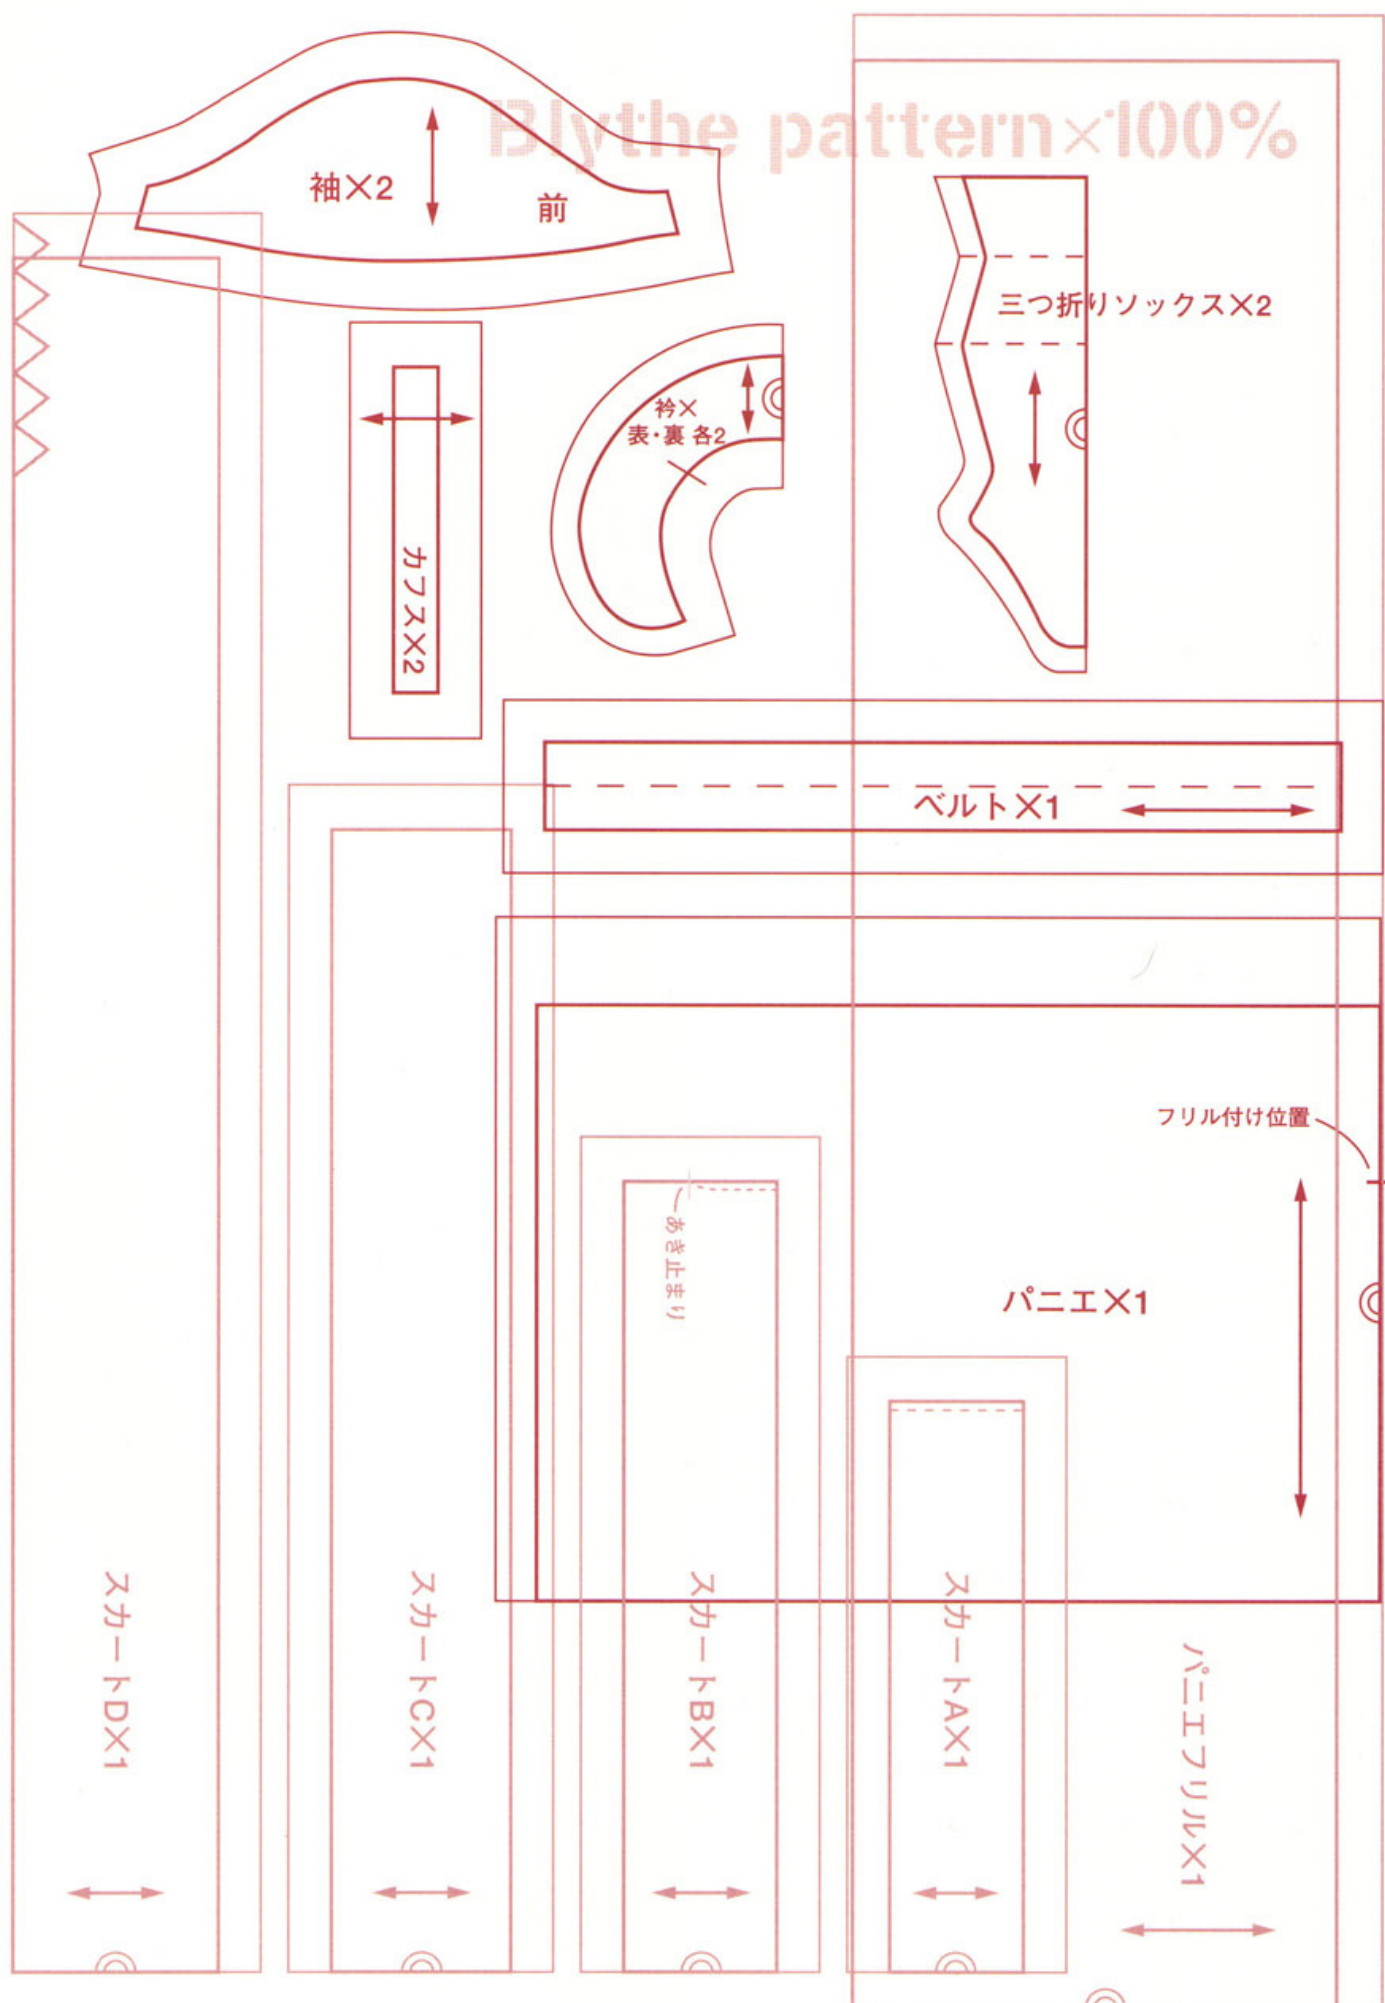 Blythe pattern×100%
袖×2
前
三つ折りソックス×2
衿×
表・裏 各2
カフス×2
ベルト×1
フリル付け位置
あき止まり
パニエ×1
スカートD×1
スカートC×1
スカートB×1
スカートA×1
パニエフリル×1